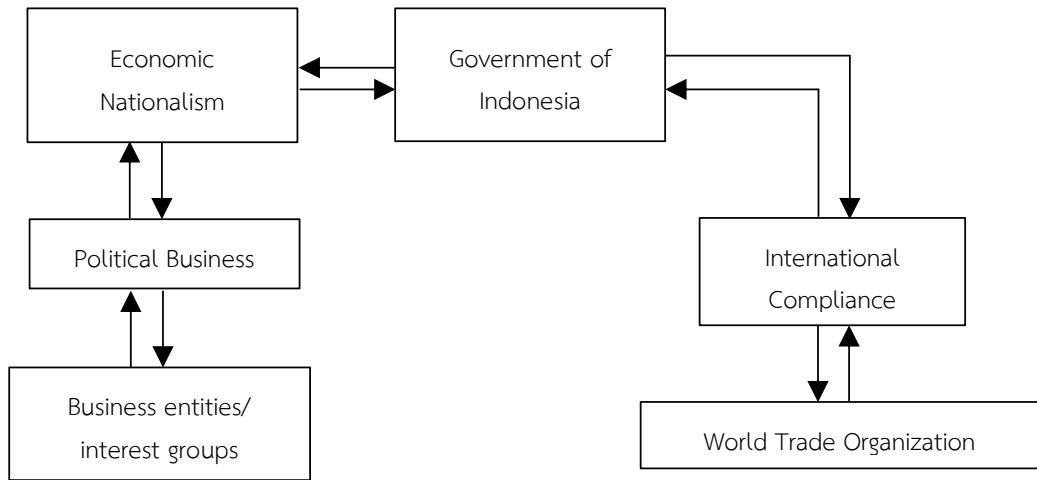 Economic
Nationalism
Government of
Indonesia
Political Business
International
Compliance
Business entities/
interest groups
World Trade Organization